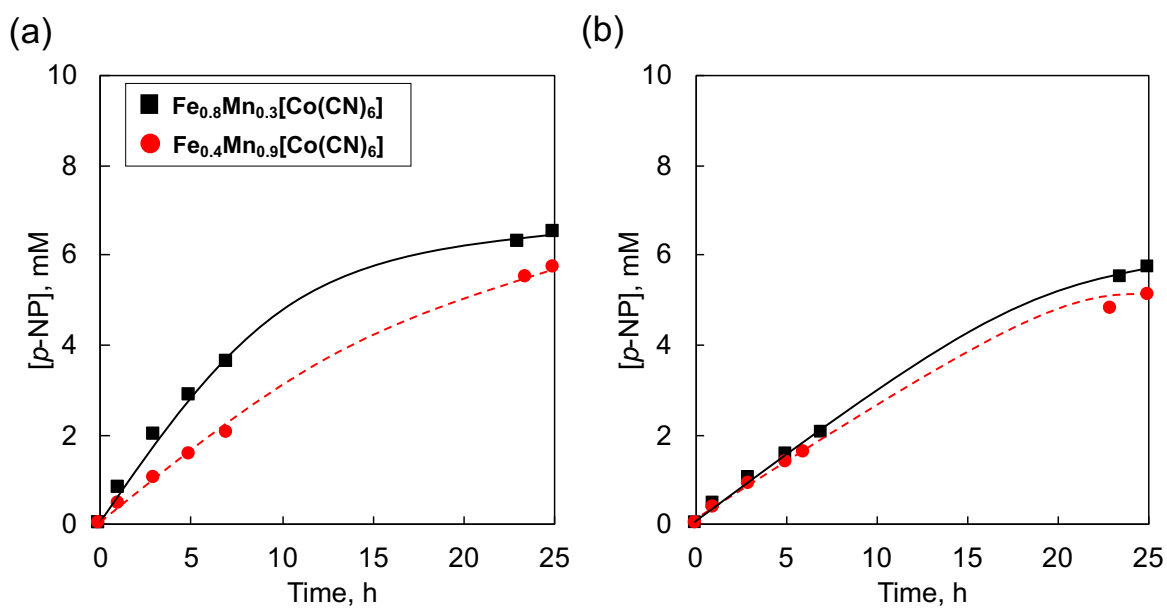 (a)
(b)
10
8
6
4
2
0
[p-NP], mM
Fe0.8Mn0.3[Co(CN)6]
Fe0.4Mn0.9[Co(CN)6]
0 5 10 15 20 25
Time, h
10
8
6
4
2
0
[p-NP], mM
0 5 10 15 20 25
Time, h